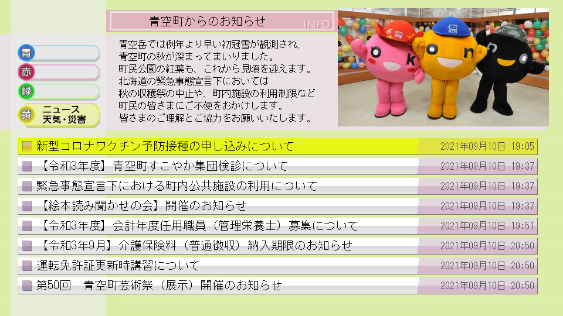 青空町からのお知らせ
INFO
青空岳では例年より早い初冠雪が観測され、
青空町の秋が深まってまいりました。
町民公園の紅葉も、これから見頃を迎えます。
北海道の緊急事態宣言下においては
秋の収穫祭の中止や、町内施設の利用制限など
町民の皆さまにご不便をおかけします。
皆さまのご理解とご協力をお願いいたします。
青
赤
緑
黄 ニュース
天気・災害
k
n
新型コロナワクチン予防接種の申し込みについて 2021年09月10日 19:05
【令和3年度】青空町すこやか集団検診について 2021年09月10日 19:37
緊急事態宣言下における町内公共施設の利用について 2021年09月10日 19:37
【絵本読み聞かせの会】開催のお知らせ 2021年09月10日 19:37
【令和3年度】会計年度任用職員（管理栄養士）募集について 2021年09月10日 19:51
【令和3年9月】介護保険料（普通徴収）納入期限のお知らせ 2021年09月10日 20:50
運転免許証更新時講習について 2021年09月10日 20:50
第50回　青空町芸術祭（展示）開催のお知らせ 2021年09月10日 20:50